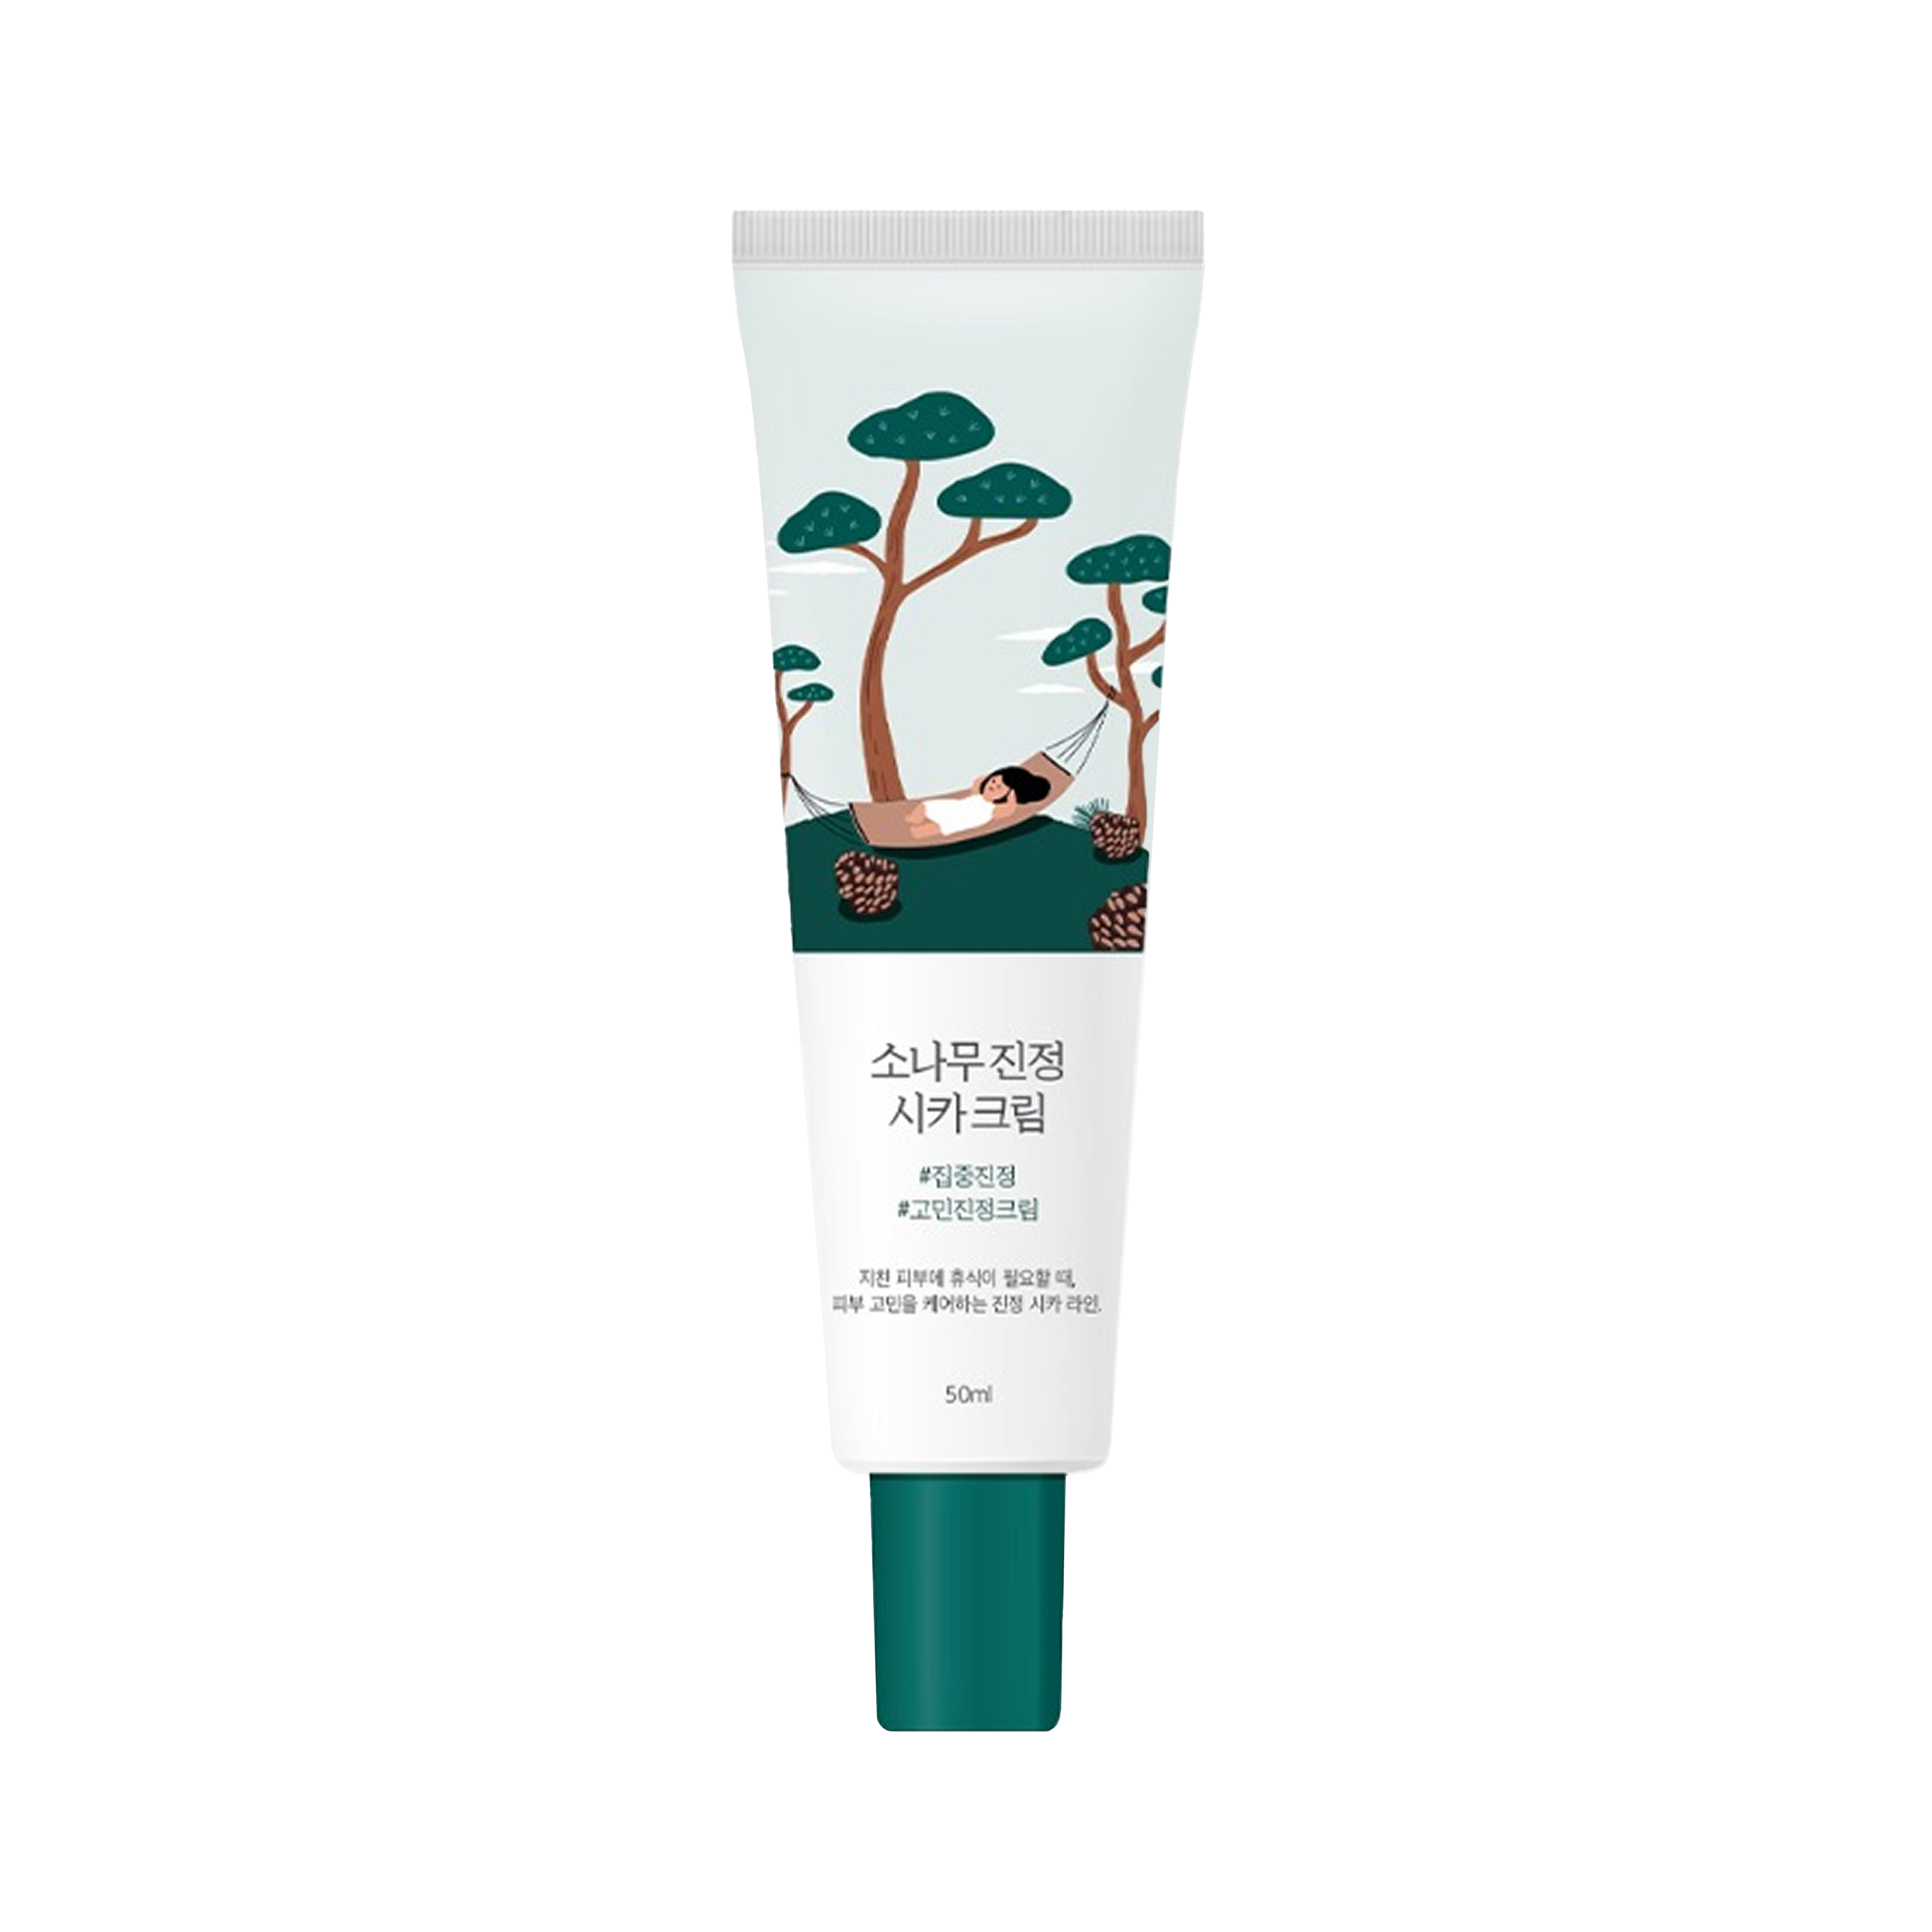 소나무 진정
시카 크림
#집중진정
#고민진정크림
지친 피부에 휴식이 필요할 때,
피부 고민을 케어하는 진정 시카 라인.
50ml